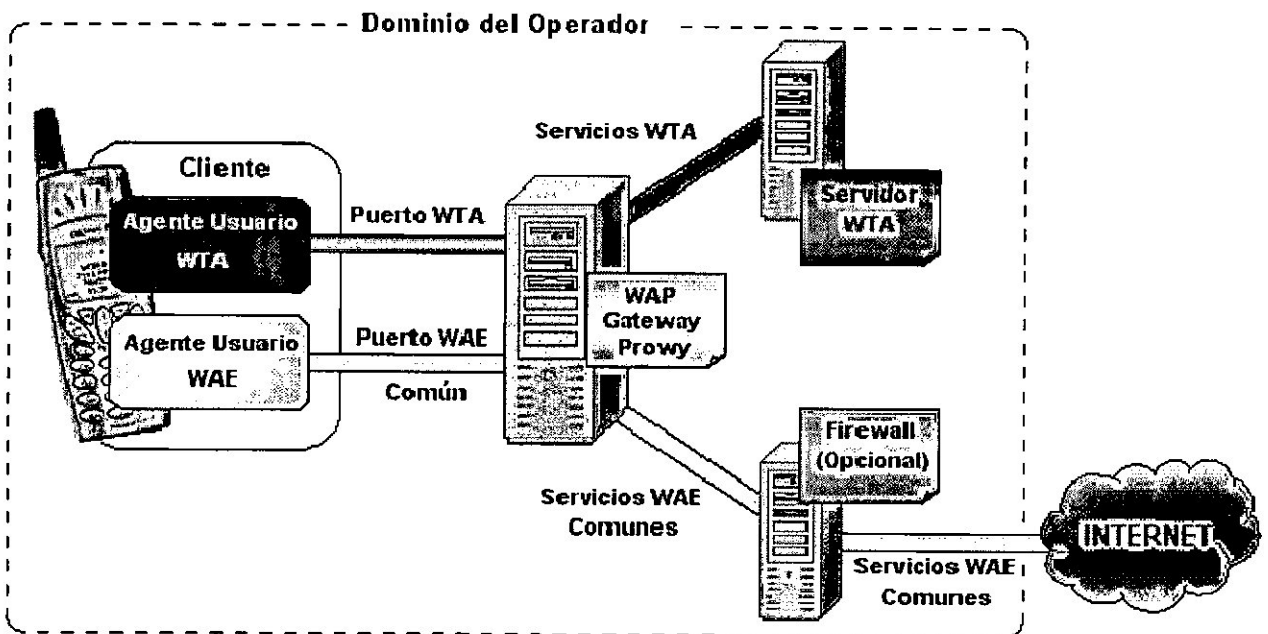 Dominio del Operador
Servicios WTA
Cliente
Servidor
WTA
Agente Usuario
WTA
Puerto WTA
WAP
Gateway
Prowy
Agente Usuario
WAE
Puerto WAE
Común
Firewall
(Opcional)
Servicios WAE
Comunes
INTERNET
Servicios WAE
Comunes